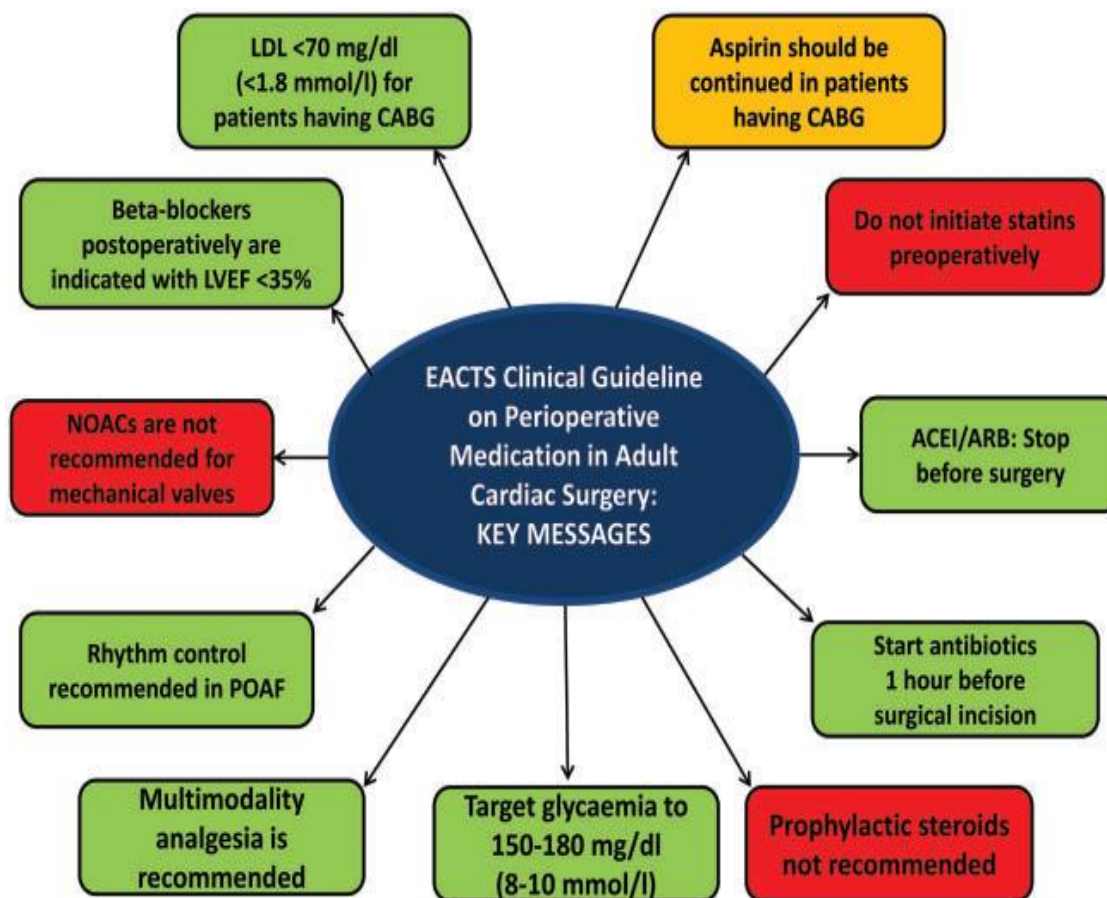 LDL <70 mg/dl
(<1.8 mmol/l) for
patients having CABG
Aspirin should be
continued in patients
having CABG
Beta-blockers
postoperatively are
indicated with LVEF <35%
Do not initiate statins
preoperatively
EACTS Clinical Guideline
on Perioperative
Medication in Adult
Cardiac Surgery:
KEY MESSAGES
NOACs are not
recommended for
mechanical valves
ACEI/ARB: Stop
before surgery
Rhythm control
recommended in POAF
Start antibiotics
1 hour before
surgical incision
Multimodality
analgesia is
recommended
Target glycaemia to
150-180 mg/dl
(8-10 mmol/l)
Prophylactic steroids
not recommended